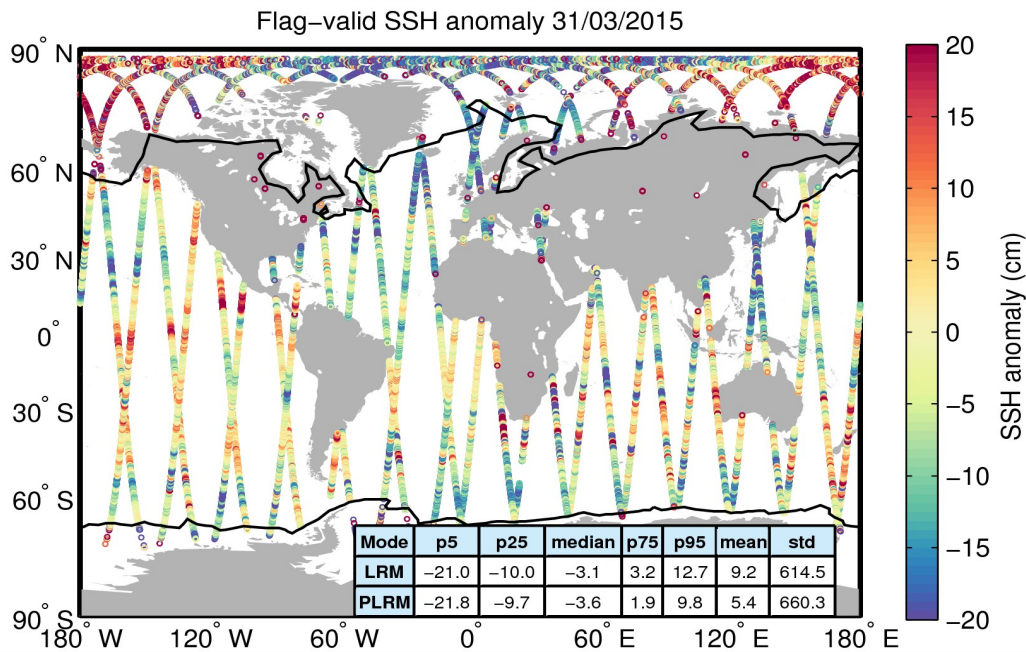 Flag−valid SSH anomaly 31/03/2015
90° N
60° N
30° N
0°
30° S
60° S
90° S
180° W
120° W
60° W
0°
60° E
120° E
180° E
Mode p5 p25 median p75 p95 mean std
LRM −21.0 −10.0 −3.1 3.2 12.7 9.2 614.5
PLRM −21.8 −9.7 −3.6 1.9 9.8 5.4 660.3
20
15
10
5
0
−5
−10
−15
−20
SSH anomaly (cm)